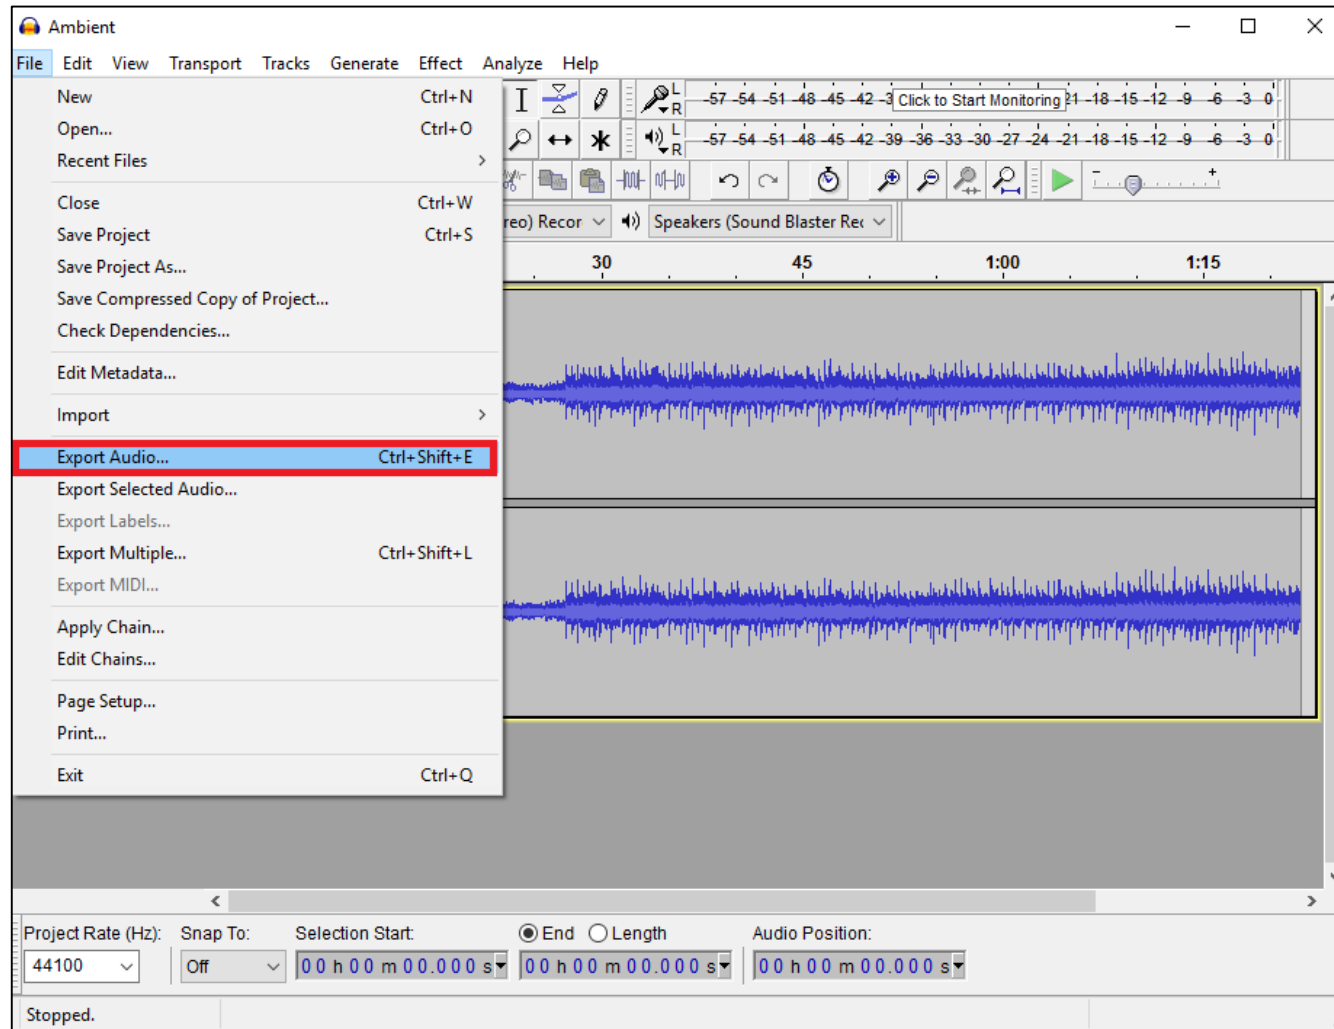 Ambient
File Edit View Transport Tracks Generate Effect Analyze Help
New Ctrl+N
Open... Ctrl+O
Recent Files
Close Ctrl+W
Save Project Ctrl+S
Save Project As...
Save Compressed Copy of Project...
Check Dependencies...
Edit Metadata...
Import
Export Audio... Ctrl+Shift+E
Export Selected Audio...
Export Labels...
Export Multiple... Ctrl+Shift+L
Export MIDI...
Apply Chain...
Edit Chains...
Page Setup...
Print...
Exit Ctrl+Q
L
R
-57 -54 -51 -48 -45 -42 -3 Click to Start Monitoring 21 -18 -15 -12 -9 -6 -3 0
L
R
-57 -54 -51 -48 -45 -42 -39 -36 -33 -30 -27 -24 -21 -18 -15 -12 -9 -6 -3 0
- +
reo) Recor Speakers (Sound Blaster Rec
30 45 1:00 1:15
Project Rate (Hz): Snap To: Selection Start: End Length Audio Position:
44100 Off 00 h 00 m 00.000 s 00 h 00 m 00.000 s 00 h 00 m 00.000 s
Stopped.